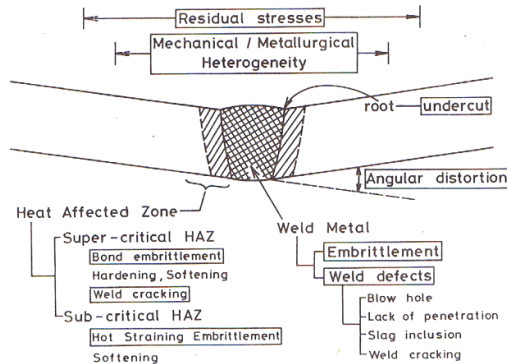 Residual stresses
Mechanical / Metallurgical
Heterogeneity
root undercut
Angular distortion
Heat Affected Zone
Super-critical HAZ
Bond embrittlement
Hardening, Softening
Weld cracking
Sub-critical HAZ
Hot Straining Embrittlement
Softening
Weld Metal
Embrittlement
Weld defects
Blow hole
Lack of penetration
Slag inclusion
Weld cracking